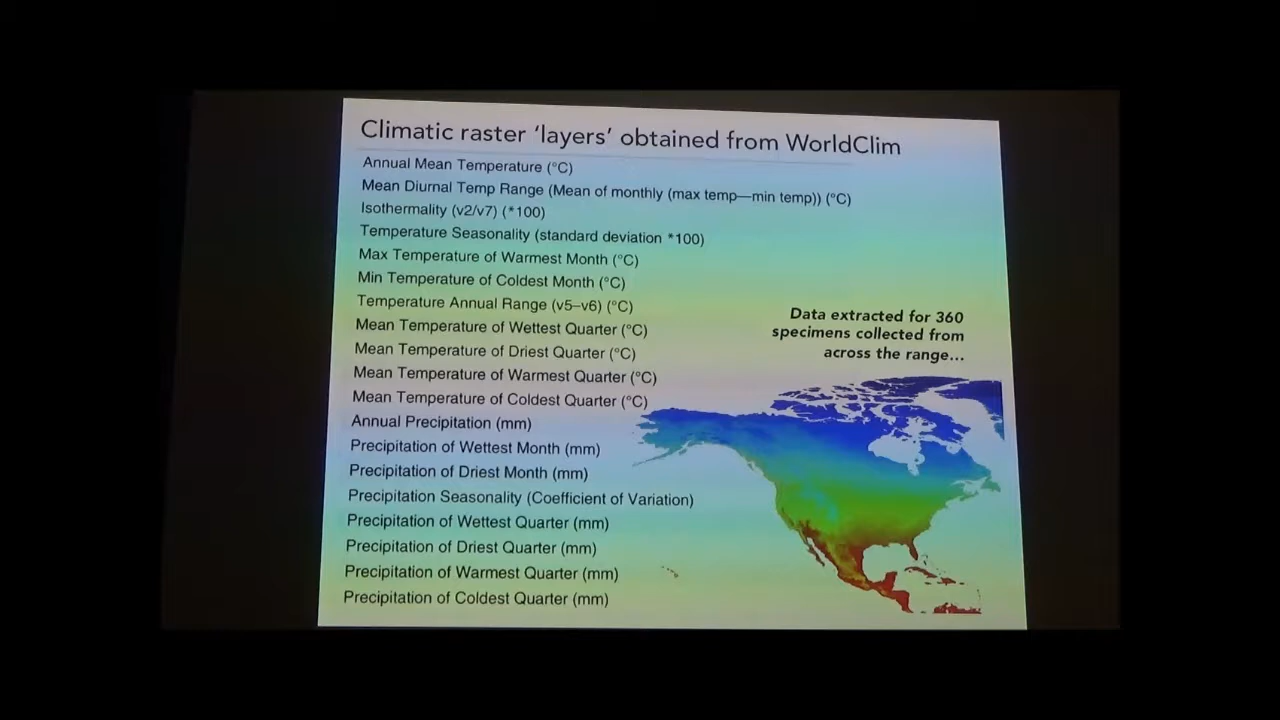 Climatic raster ‘layers’ obtained from WorldClim
Annual Mean Temperature (°C)
Mean Diurnal Temp Range (Mean of monthly (max temp—min temp)) (°C)
Isothermality (v2/v7) (*100)
Temperature Seasonality (standard deviation *100)
Max Temperature of Warmest Month (°C)
Min Temperature of Coldest Month (°C)
Temperature Annual Range (v5–v6) (°C)
Mean Temperature of Wettest Quarter (°C)
Mean Temperature of Driest Quarter (°C)
Mean Temperature of Warmest Quarter (°C)
Mean Temperature of Coldest Quarter (°C)
Annual Precipitation (mm)
Precipitation of Wettest Month (mm)
Precipitation of Driest Month (mm)
Precipitation Seasonality (Coefficient of Variation)
Precipitation of Wettest Quarter (mm)
Precipitation of Driest Quarter (mm)
Precipitation of Warmest Quarter (mm)
Precipitation of Coldest Quarter (mm)
Data extracted for 360
specimens collected from
across the range...